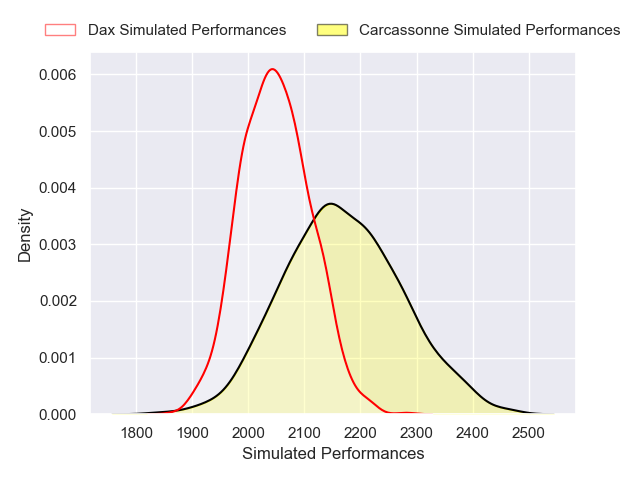 Dax Simulated Performances Carcassonne Simulated Performances
0.006
0.005
0.004
0.003
0.002
0.001
0.000
Density
1800 1900 2000 2100 2200 2300 2400 2500
Simulated Performances